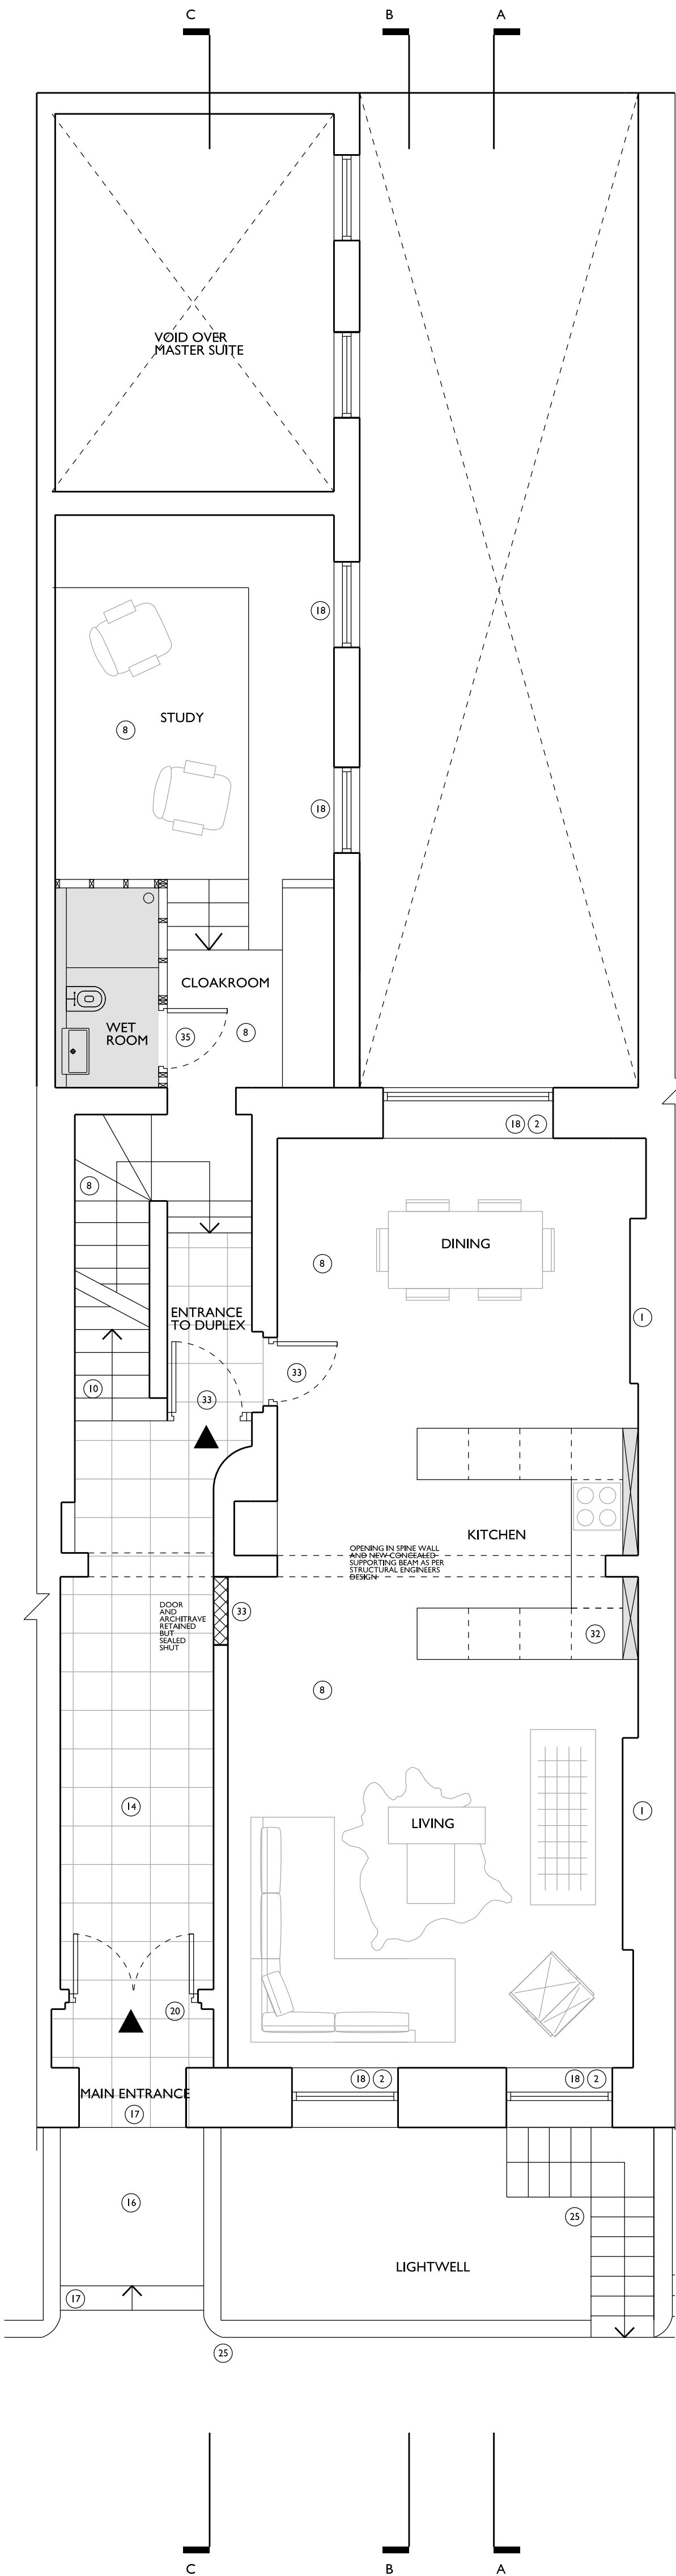 C
B
A
VOID OVER
MASTER SUITE
18
STUDY
8
18
CLOAKROOM
WET
ROOM
35
8
18
2
8
DINING
8
ENTRANCE
TO DUPLEX
1
33
10
33
KITCHEN
OPENING IN SPINE WALL
AND NEW CONCEALED
SUPPORTING BEAM AS PER
STRUCTURAL ENGINEERS
DESIGN
DOOR
AND
ARCHITRAVE
RETAINED
BUT
SEALED
SHUT
33
32
8
14
1
LIVING
20
18
2
18
2
MAIN ENTRANCE
17
16
25
LIGHTWELL
17
25
C
B
A